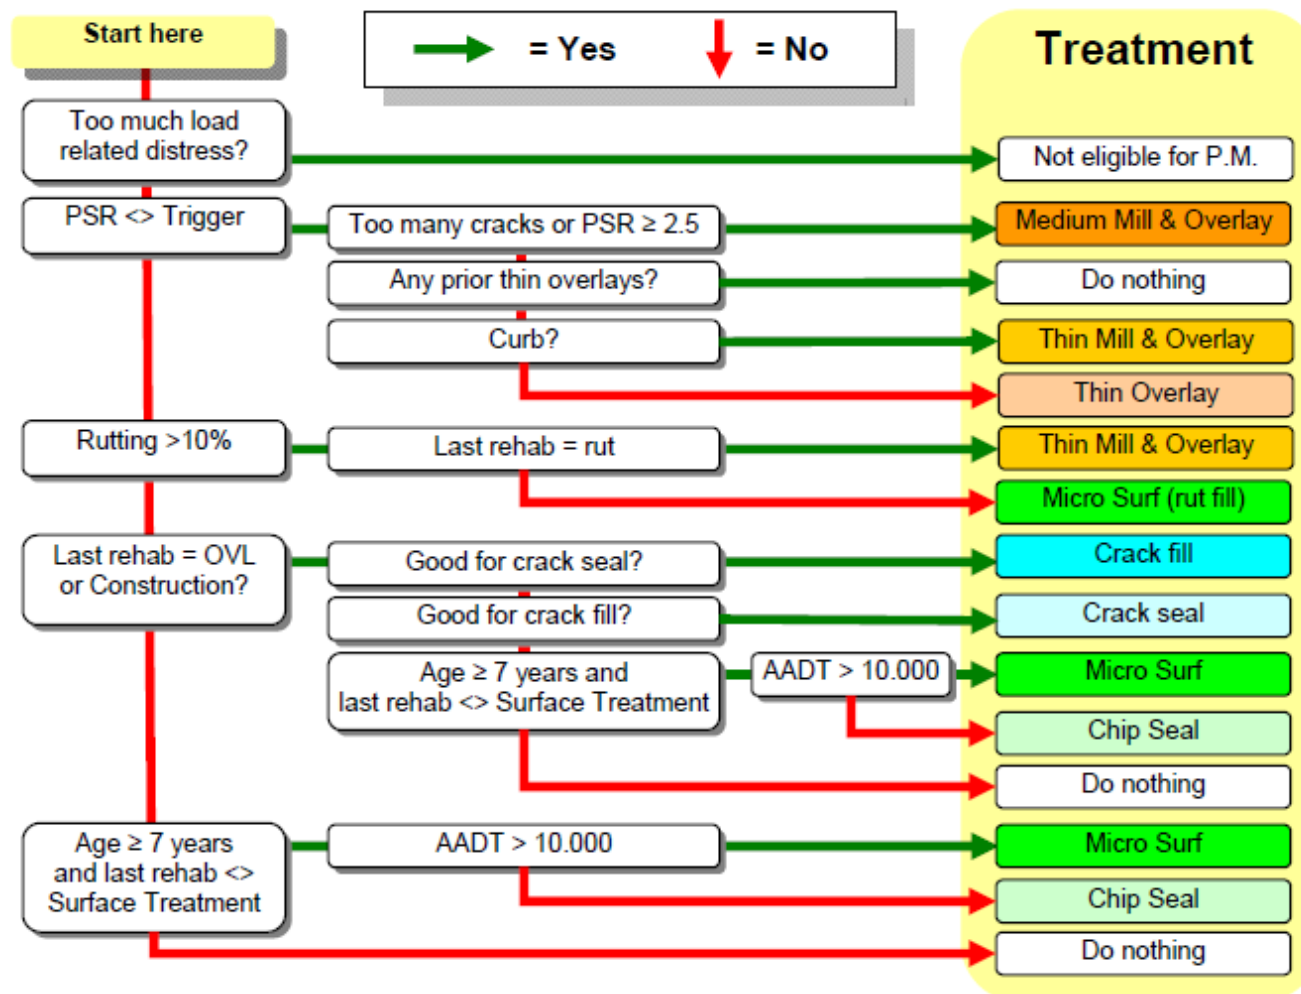 Start here
= Yes
= No
Treatment
Too much load
related distress?
Not eligible for P.M.
PSR <> Trigger
Too many cracks or PSR ≥ 2.5
Medium Mill & Overlay
Any prior thin overlays?
Do nothing
Curb?
Thin Mill & Overlay
Thin Overlay
Rutting >10%
Last rehab = rut
Thin Mill & Overlay
Micro Surf (rut fill)
Last rehab = OVL
or Construction?
Good for crack seal?
Crack fill
Good for crack fill?
Crack seal
Age ≥ 7 years and
last rehab <> Surface Treatment
AADT > 10.000
Micro Surf
Chip Seal
Do nothing
Age ≥ 7 years
and last rehab <>
Surface Treatment
AADT > 10.000
Micro Surf
Chip Seal
Do nothing